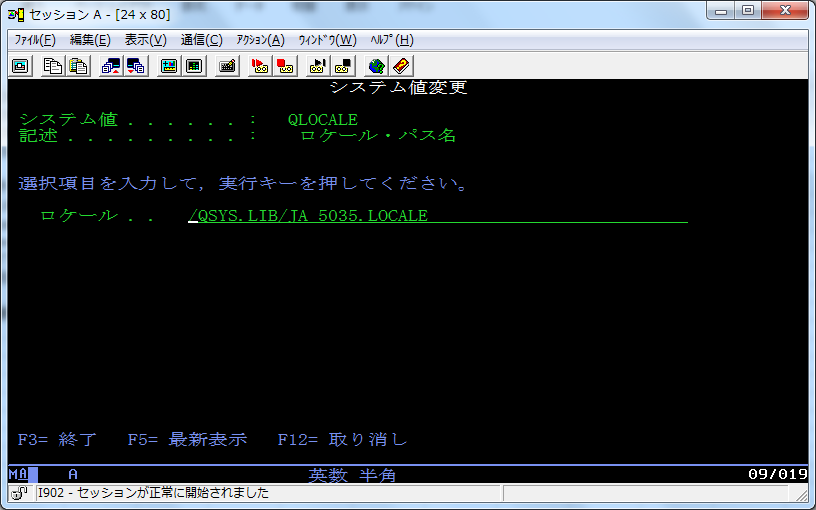 セッション A - [24 x 80]
ﾌｧｲﾙ(F) 編集(E) 表示(V) 通信(C) ｱｸｼｮﾝ(A) ｳｨﾝﾄﾞｳ(W) ﾍﾙﾌﾟ(H)
システム値変更
システム値 . . . . . . : QLOCALE
記述 . . . . . . . . . : ロケール・パス名
選択項目を入力して, 実行キーを押してください。
ロケール . . /QSYS.LIB/JA_5035.LOCALE
F3= 終了 F5= 最新表示 F12= 取り消し
MA A 英数 半角 09/019
I902 - セッションが正常に開始されました